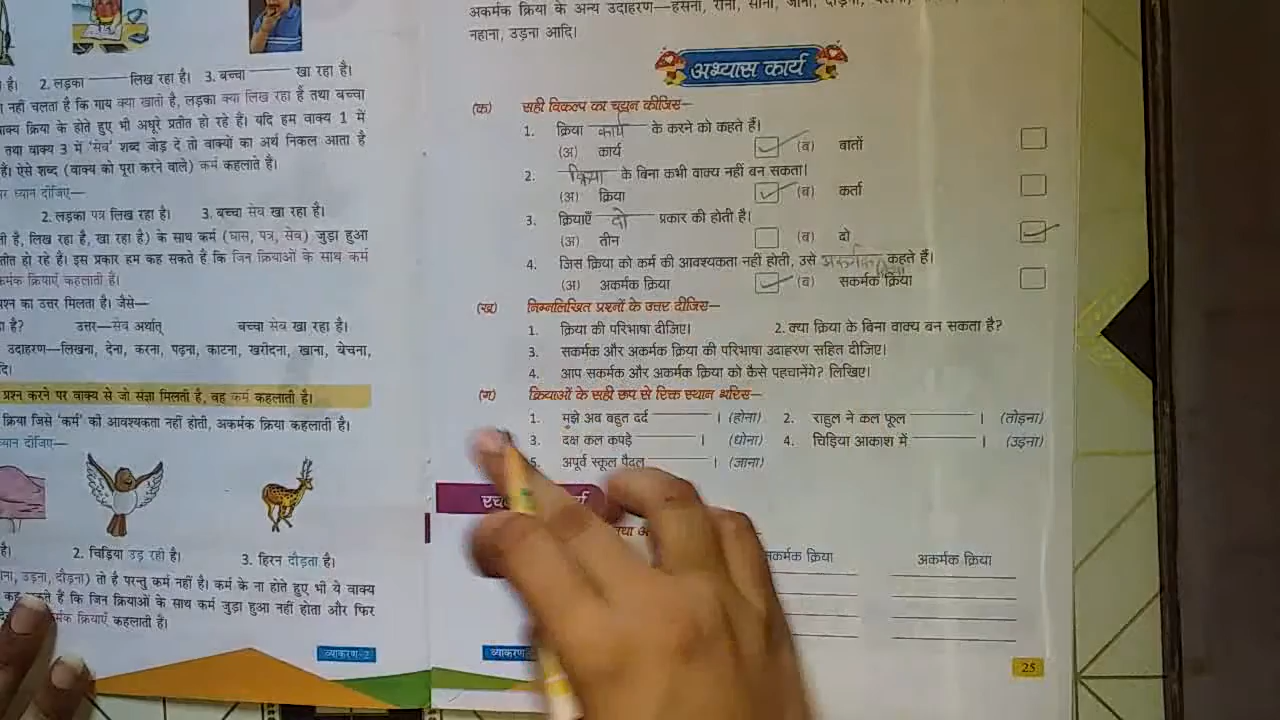 है। 2. लड़का ——— लिख रहा है। 3. बच्चा ——— खा रहा है।
नहीं चलता है कि गाय क्या खाती है, लड़का क्या लिख रहा है तथा बच्चा
वाक्य क्रिया के होते हुए भी अधूरे प्रतीत हो रहे हैं। यदि हम वाक्य 1 में
तथा वाक्य 3 में 'सेव' शब्द जोड़ दे तो वाक्यों का अर्थ निकल आता है
हैं। ऐसे शब्द (वाक्य को पूरा करने वाले) कर्म कहलाते हैं।
पर ध्यान दीजिए—
2. लड़का पत्र लिख रहा है। 3. बच्चा सेव खा रहा है।
है, लिख रहा है, खा रहा है) के साथ कर्म (घास, पत्र, सेव) जुड़ा हुआ
हो रहे हैं। इस प्रकार हम कह सकते हैं कि जिन क्रियाओं के साथ कर्म
क्रियाएँ कहलाती हैं।
प्रश्न का उत्तर मिलता है। जैसे—
है? उत्तर—सेव अर्थात् बच्चा सेव खा रहा है।
उदाहरण—लिखना, देना, करना, पढ़ना, काटना, खरीदना, खाना, बेचना,
प्रश्न करने पर वाक्य से जो संज्ञा मिलती है, वह कर्म कहलाती है।
क्रिया जिसे 'कर्म' की आवश्यकता नहीं होती, अकर्मक क्रिया कहलाती है।
ध्यान दीजिए—
है। 2. चिड़िया उड़ रही है। 3. हिरन दौड़ता है।
उड़ना, दौड़ना) तो है परन्तु कर्म नहीं है। कर्म के ना होते हुए भी ये वाक्य
कह सकते हैं कि जिन क्रियाओं के साथ कर्म जुड़ा हुआ नहीं होता और फिर
क्रियाएँ कहलाती हैं।
व्याकरण-2
अकर्मक क्रिया के अन्य उदाहरण—हँसना, रोना, सोना, जाना, दौड़ना,
नहाना, उड़ना आदि।
अभ्यास कार्य
(क) सही विकल्प का चयन कीजिए—
1. क्रिया कार्य के करने को कहते हैं।
(अ) कार्य (ब) बातों
2. क्रिया के बिना कभी वाक्य नहीं बन सकता।
(अ) क्रिया (ब) कर्ता
3. क्रियाएँ दो प्रकार की होती है।
(अ) तीन (ब) दो
4. जिस क्रिया को कर्म की आवश्यकता नहीं होती, उसे अकर्मक क्रिया कहते हैं।
(अ) अकर्मक क्रिया (ब) सकर्मक क्रिया
(ख) निम्नलिखित प्रश्नों के उत्तर दीजिए—
1. क्रिया की परिभाषा दीजिए। 2. क्या क्रिया के बिना वाक्य बन सकता है?
3. सकर्मक और अकर्मक क्रिया की परिभाषा उदाहरण सहित दीजिए।
4. आप सकर्मक और अकर्मक क्रिया को कैसे पहचानेंगे? लिखिए।
(ग) क्रियाओं के सही रूप से रिक्त स्थान भरिए—
1. मुझे अब बहुत दर्द ——— । (होना) 2. राहुल ने कल फूल ——— । (तोड़ना)
3. दक्ष कल कपड़े ——— । (धोना) 4. चिड़िया आकाश में ——— । (उड़ना)
5. अपूर्व स्कूल पैदल ——— । (जाना)
तथा
क्रिया अकर्मक क्रिया
25